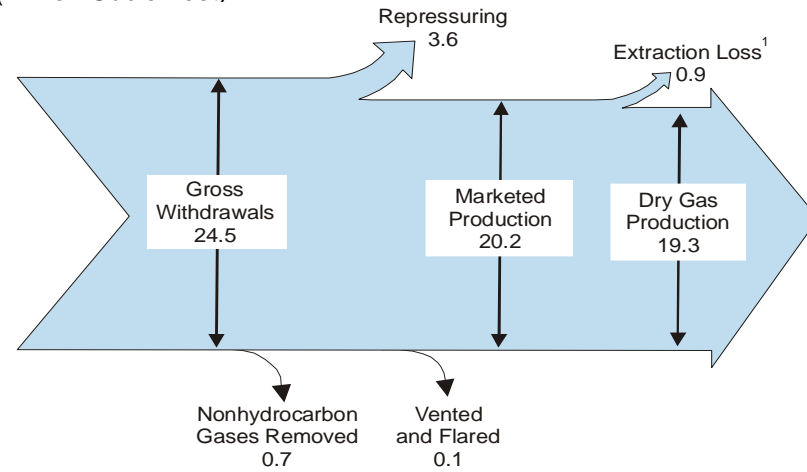 Repressuring
3.6
Extraction Loss¹
0.9
Gross
Withdrawals
24.5
Marketed
Production
20.2
Dry Gas
Production
19.3
Nonhydrocarbon
Gases Removed
0.7
Vented
and Flared
0.1